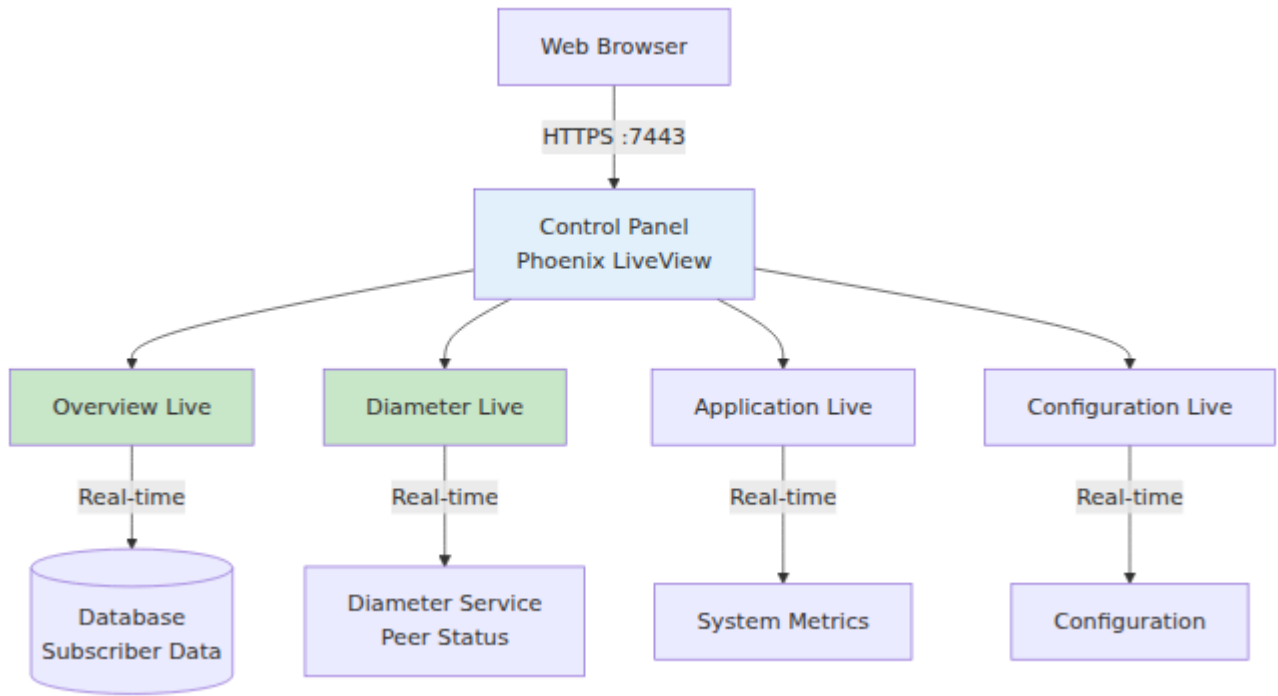 Web Browser
HTTPS :7443
Control Panel
Phoenix LiveView
Overview Live
Diameter Live
Application Live
Configuration Live
Real-time
Real-time
Real-time
Real-time
Database
Subscriber Data
Diameter Service
Peer Status
System Metrics
Configuration